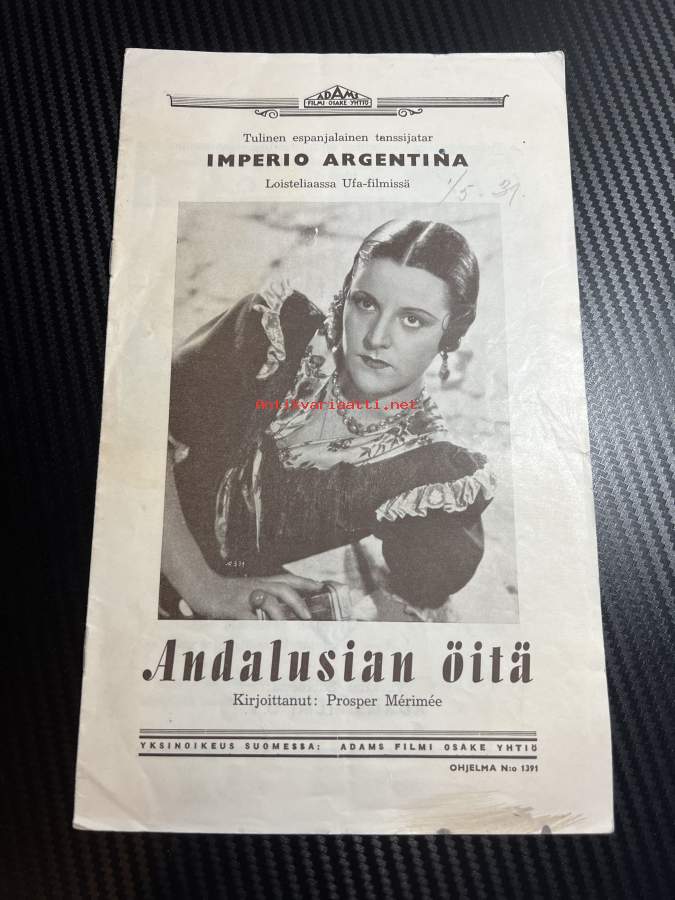 ADAMS
FILMI OSAKE YHTIÖ
Tulinen espanjalainen tanssijatar
IMPERIO ARGENTIÑA
Loisteliaassa Ufa-filmissä
Antikvariaatti.net
Andalusian öitä
Kirjoittanut: Prosper Mérimée
YKSINOIKEUS SUOMESSA: ADAMS FILMI OSAKE YHTIÖ
OHJELMA N:o 1391